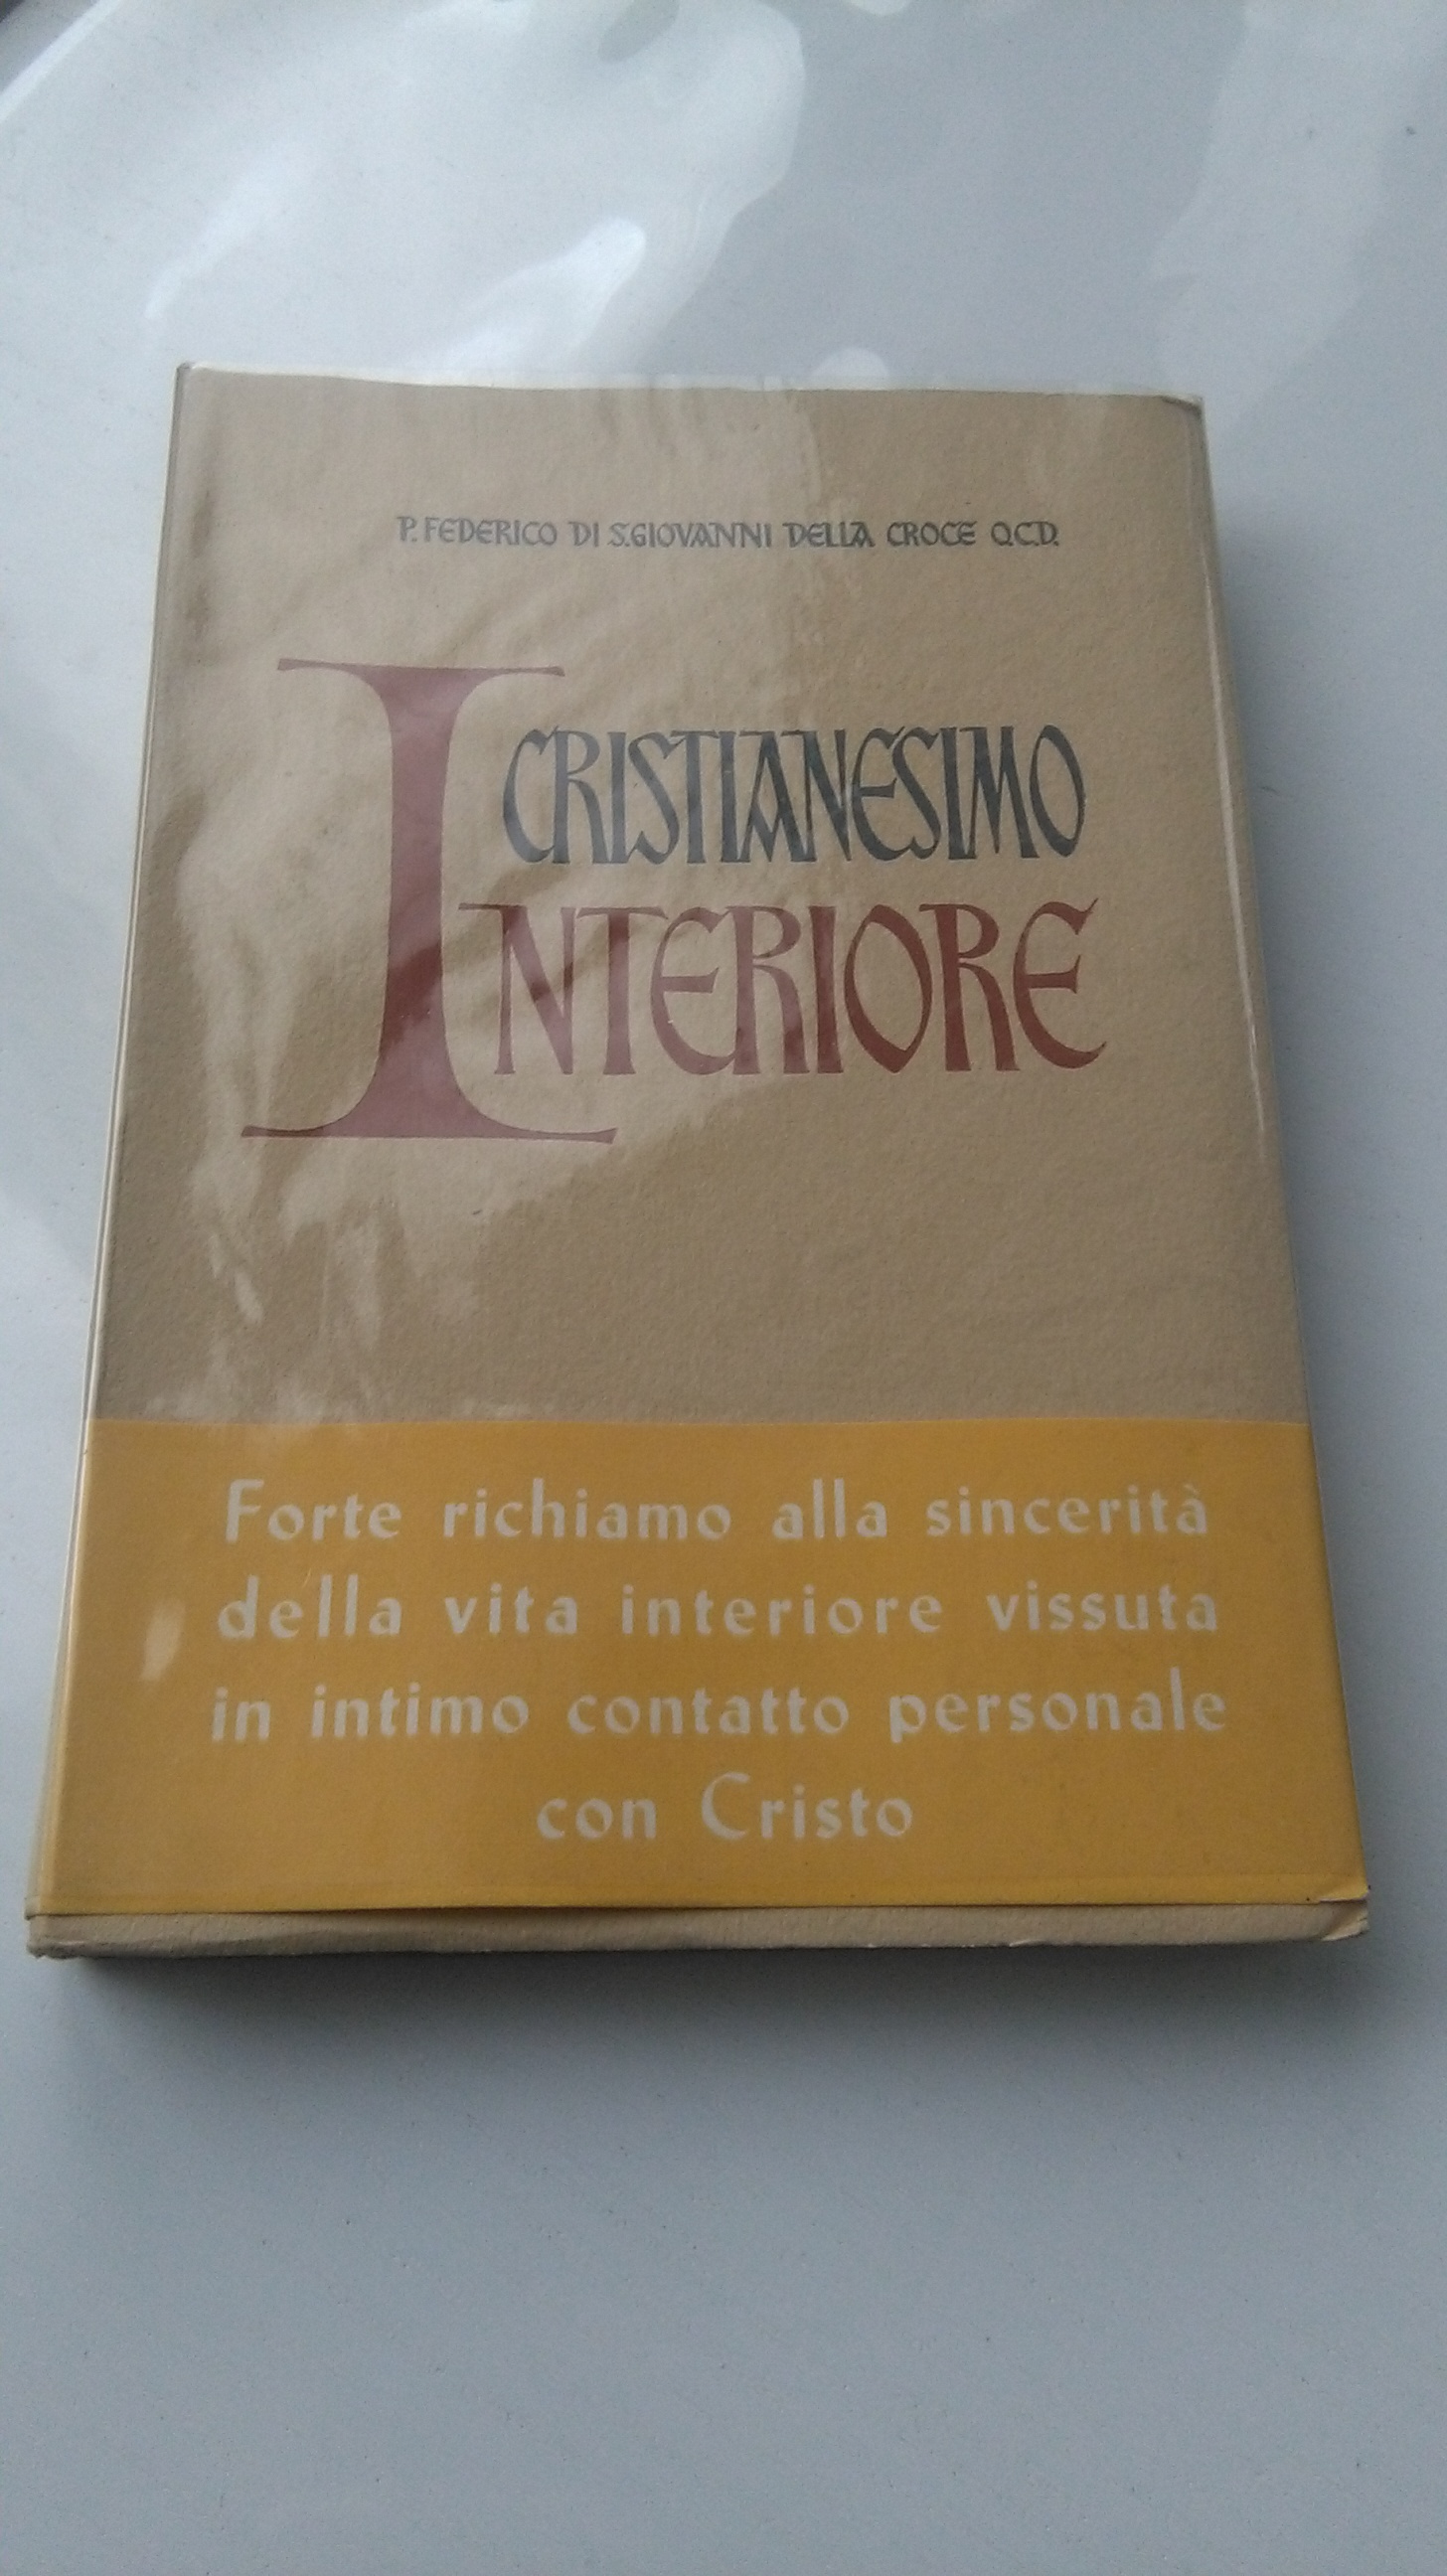 P. FEDERICO DI S. GIOVANNI DELLA CROCE O.C.D.
CRISTIANESIMO
INTERIORE
Forte richiamo alla sincerità
della vita interiore vissuta
in intimo contatto personale
con Cristo